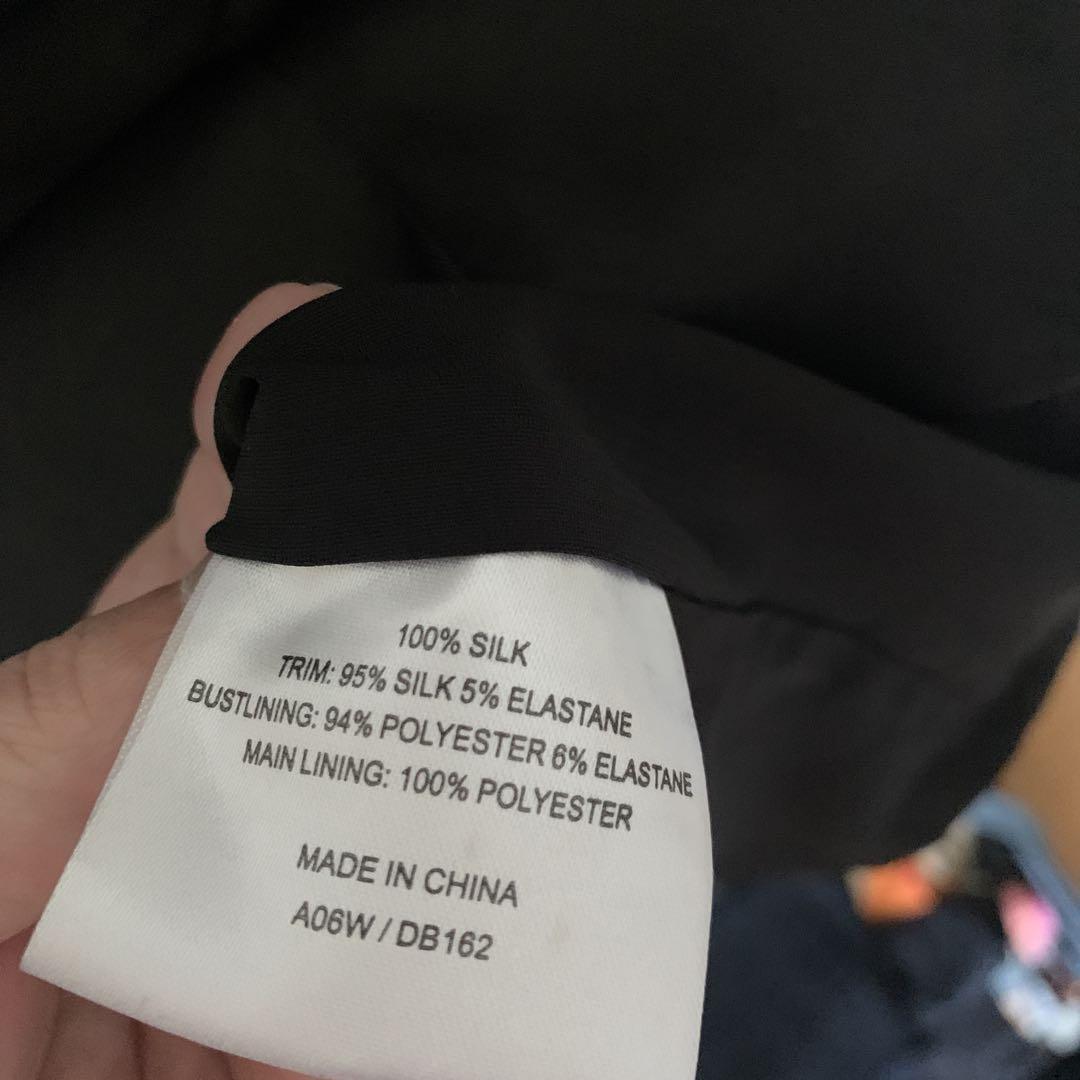 100% SILK
TRIM: 95% SILK 5% ELASTANE
BUSTLINING: 94% POLYESTER 6% ELASTANE
MAIN LINING: 100% POLYESTER
MADE IN CHINA
A06W / DB162